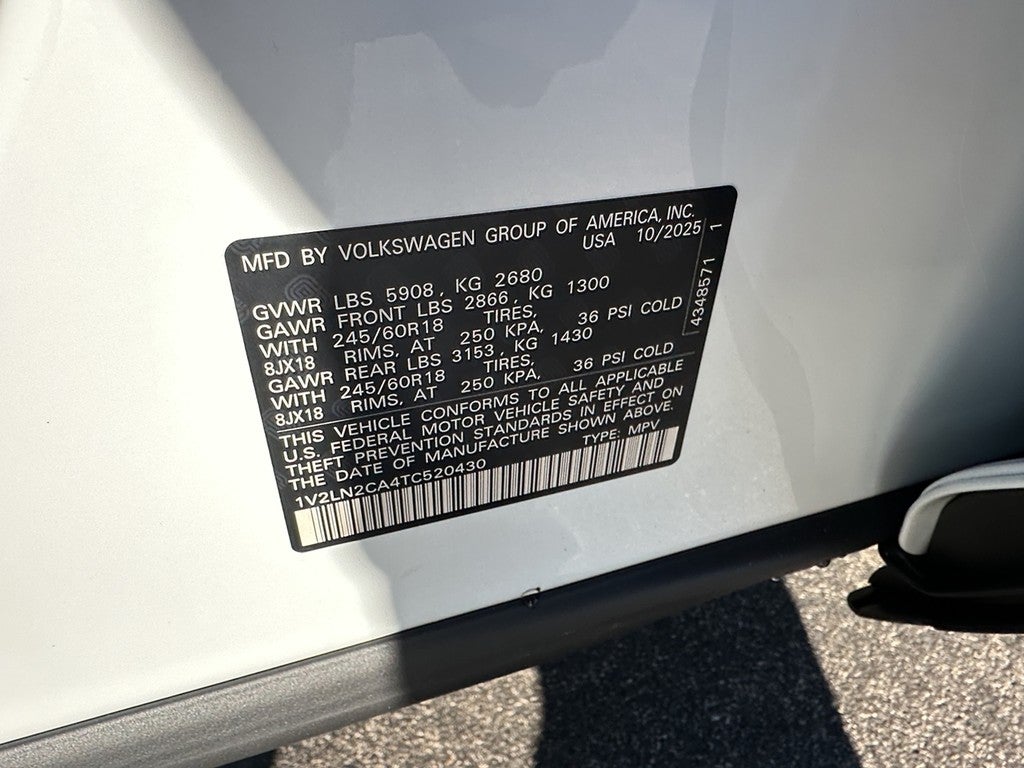 MFD BY VOLKSWAGEN GROUP OF AMERICA, INC.
USA 10/2025
GVWR LBS 5908, KG 2680
GAWR FRONT LBS 2866, KG 1300
WITH 245/60R18 TIRES,
8JX18 RIMS, AT 250 KPA, 36 PSI COLD
GAWR REAR LBS 3153, KG 1430
WITH 245/60R18 TIRES,
8JX18 RIMS, AT 250 KPA, 36 PSI COLD
THIS VEHICLE CONFORMS TO ALL APPLICABLE
U.S. FEDERAL MOTOR VEHICLE SAFETY AND
THEFT PREVENTION STANDARDS IN EFFECT ON
THE DATE OF MANUFACTURE SHOWN ABOVE.
1V2LN2CA4TC520430 TYPE: MPV
4348571 1